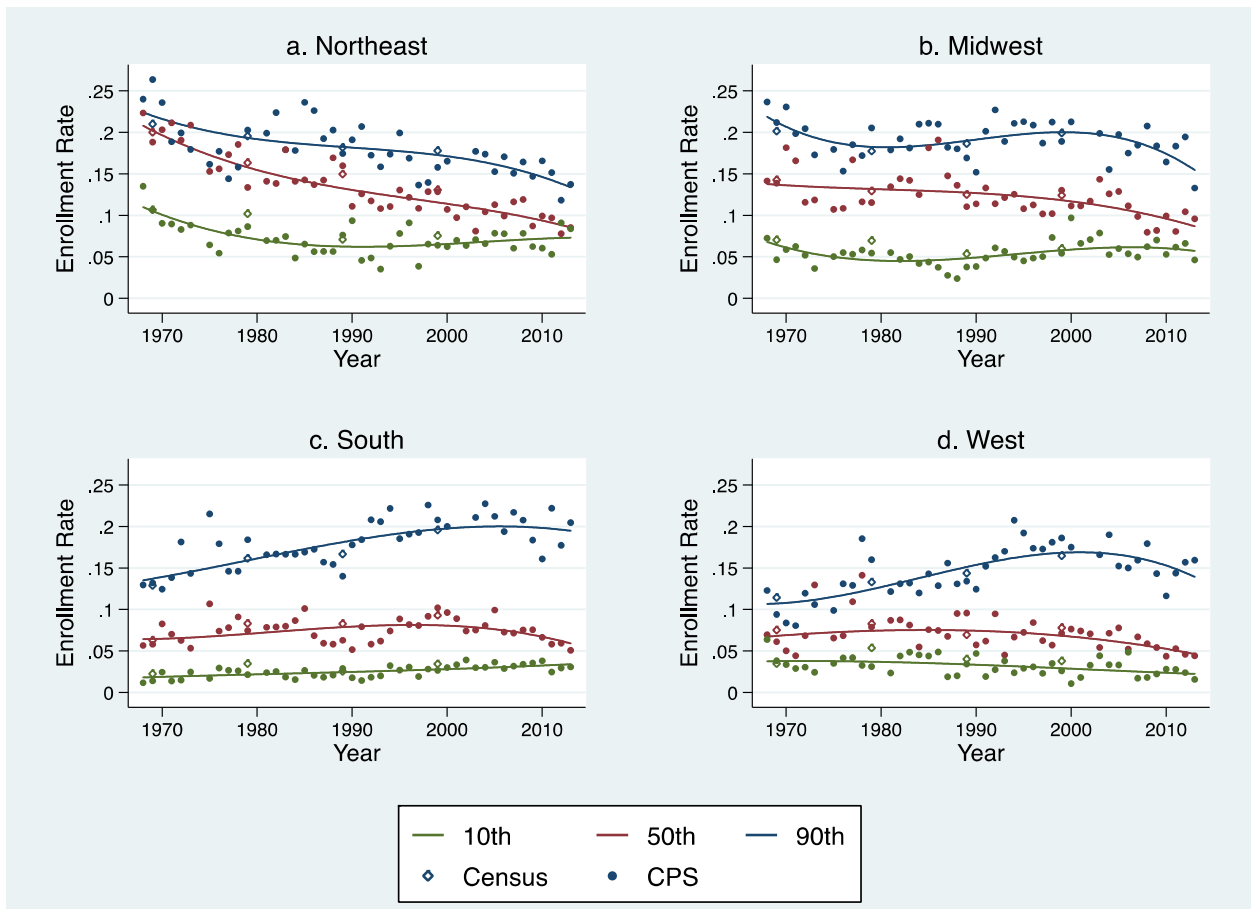 a. Northeast
Enrollment Rate
.25
.2
.15
.1
.05
0
1970 1980 1990 2000 2010
Year
b. Midwest
Enrollment Rate
.25
.2
.15
.1
.05
0
1970 1980 1990 2000 2010
Year
c. South
Enrollment Rate
.25
.2
.15
.1
.05
0
1970 1980 1990 2000 2010
Year
d. West
Enrollment Rate
.25
.2
.15
.1
.05
0
1970 1980 1990 2000 2010
Year
10th 50th 90th
Census CPS